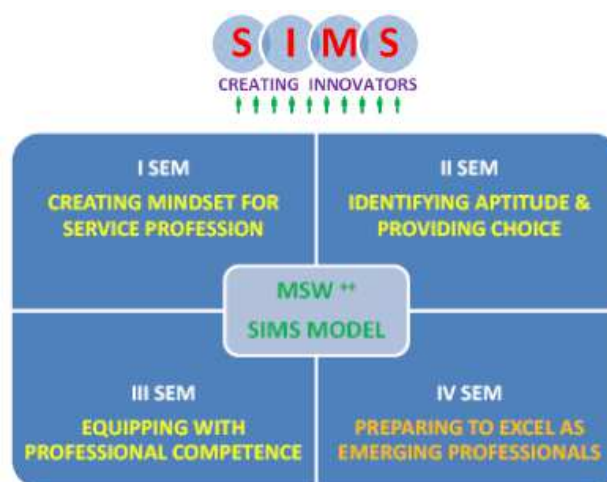 SIMS
CREATING INNOVATORS
I SEM
CREATING MINDSET FOR
SERVICE PROFESSION
II SEM
IDENTIFYING APTITUDE &
PROVIDING CHOICE
MSW ++
SIMS MODEL
III SEM
EQUIPPING WITH
PROFESSIONAL COMPETENCE
IV SEM
PREPARING TO EXCEL AS
EMERGING PROFESSIONALS